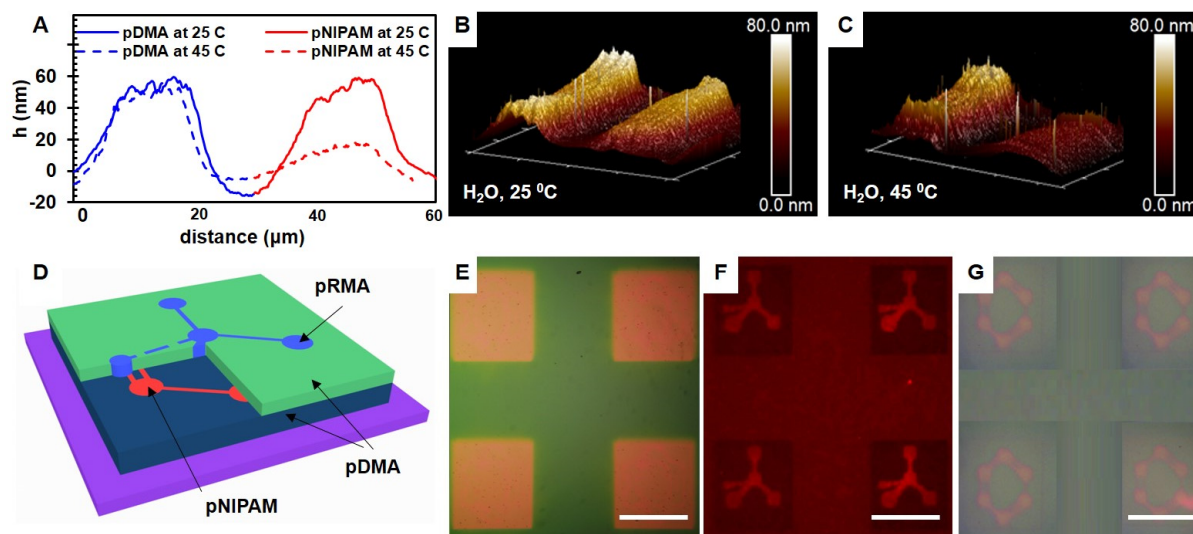 A
pDMA at 25 C
pNIPAM at 25 C
pDMA at 45 C
pNIPAM at 45 C
h (nm)
60
40
20
0
-20
0
20
40
60
distance (µm)
B
80.0 nm
H₂O, 25 ⁰C
0.0 nm
C
80.0 nm
H₂O, 45 ⁰C
0.0 nm
D
pRMA
pDMA
pNIPAM
E
F
G